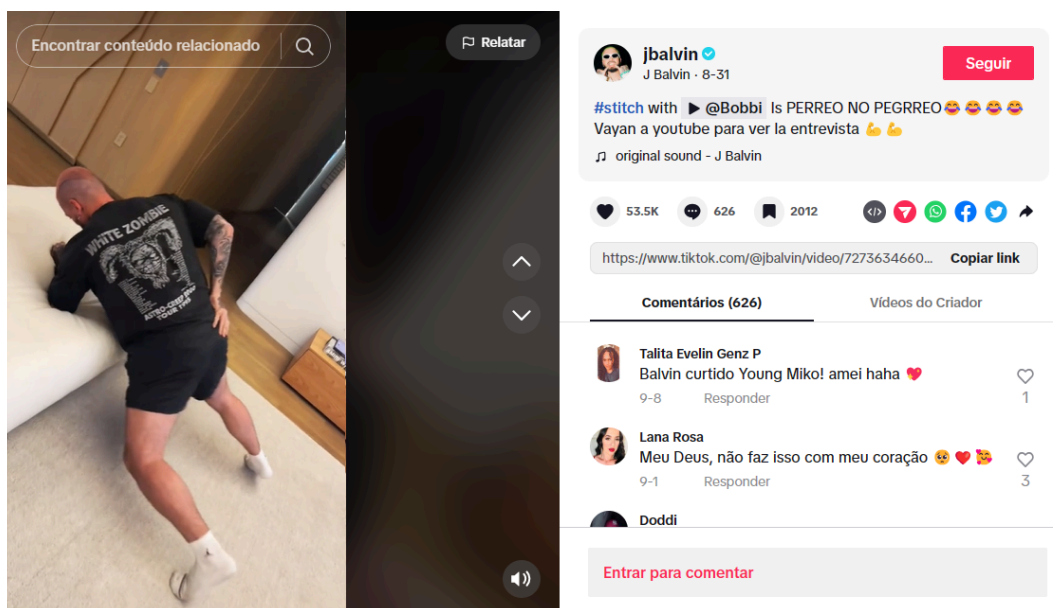 Encontrar conteúdo relacionado
Relatar
WHITE ZOMBIE
ASTRO-CREEP 2000
TOUR 1995
jbalvin
J Balvin · 8-31
Seguir
#stitch with ▶ @Bobbi Is PERREO NO PEGRREO😂 😂 😂 😂
Vayan a youtube para ver la entrevista 💪 💪
♫ original sound - J Balvin
53.5K
626
2012
https://www.tiktok.com/@jbalvin/video/7273634660...
Copiar link
Comentários (626)
Vídeos do Criador
Talita Evelin Genz P
Balvin curtido Young Miko! amei haha 💖
9-8 Responder
1
Lana Rosa
Meu Deus, não faz isso com meu coração 🥺 ❤️ 🥰
9-1 Responder
3
Doddi
Entrar para comentar